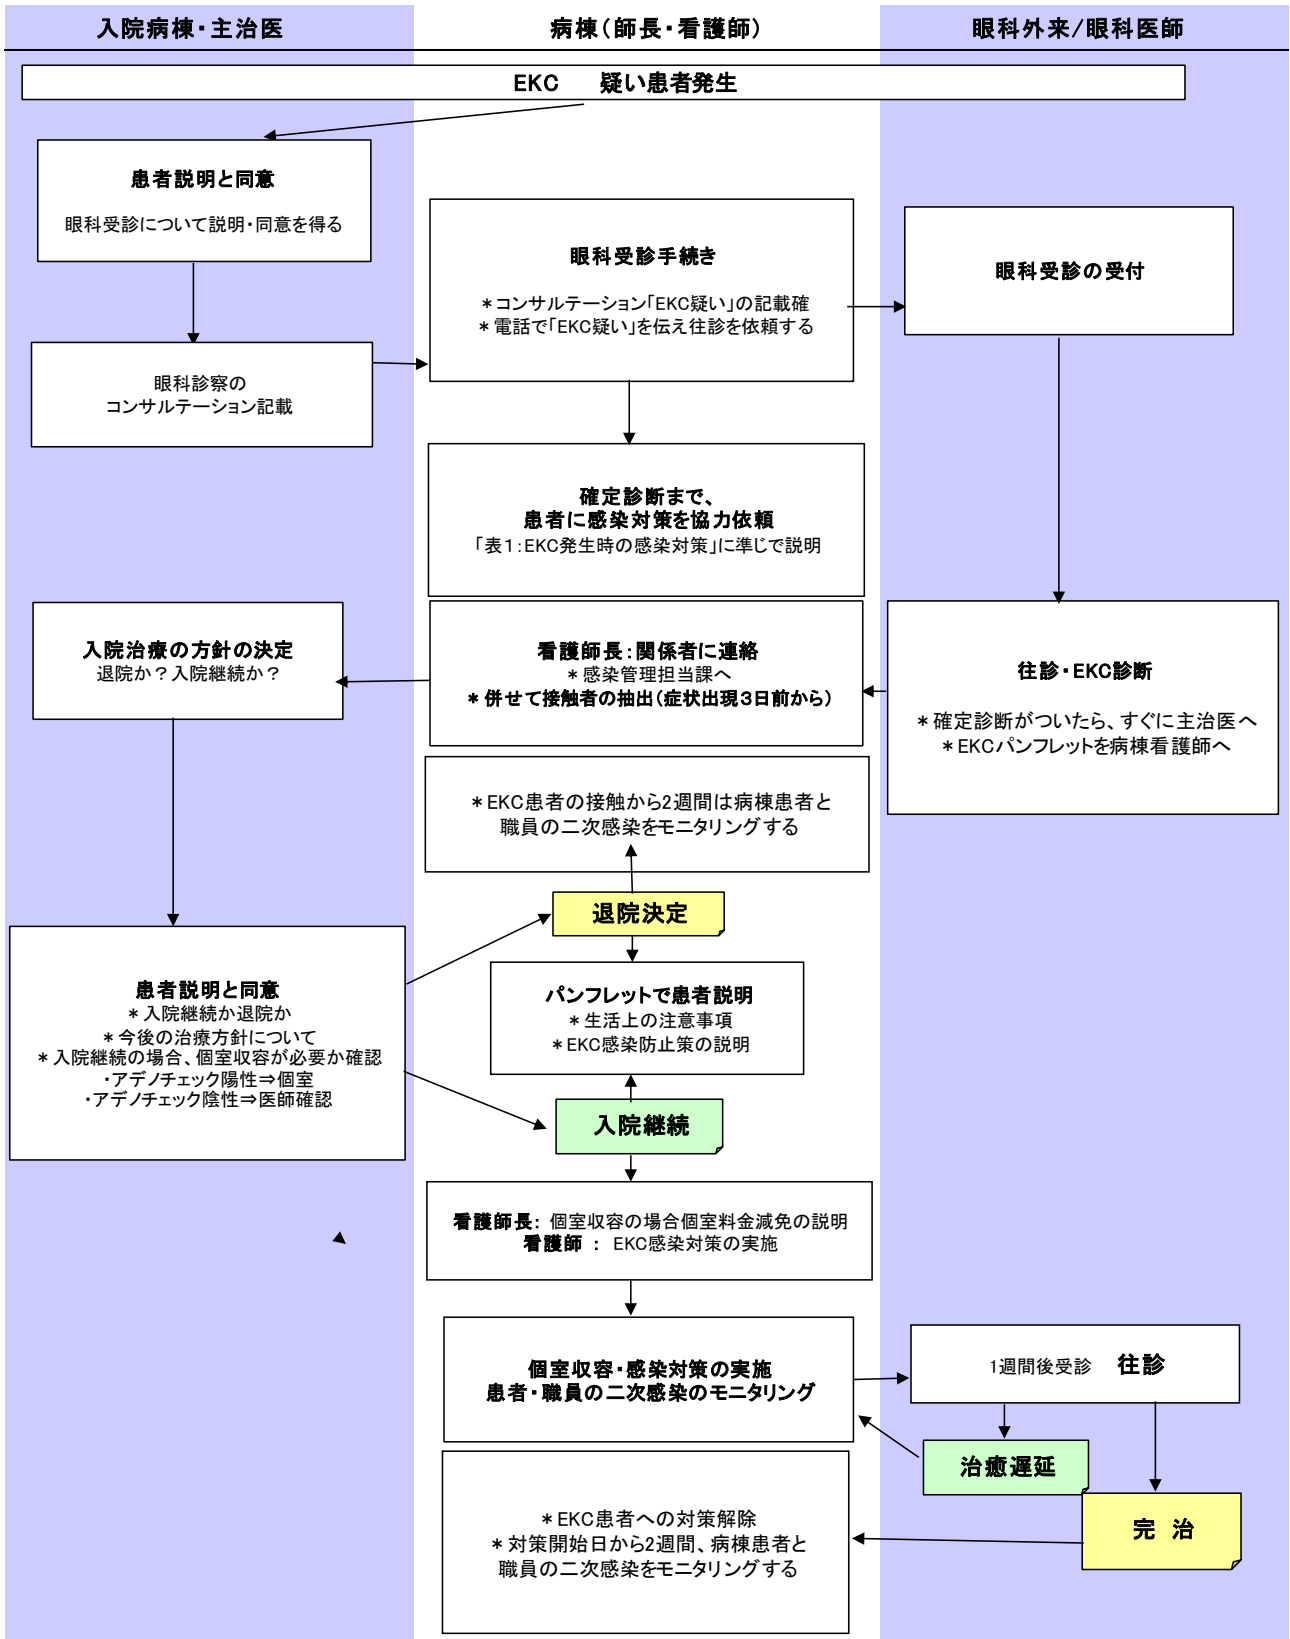 入院病棟・主治医
病棟(師長・看護師)
眼科外来/眼科医師
EKC 疑い患者発生
患者説明と同意
眼科受診について説明・同意を得る
眼科診察の
コンサルテーション記載
眼科受診手続き
*コンサルテーション「EKC疑い」の記載確
*電話で「EKC疑い」を伝え往診を依頼する
眼科受診の受付
確定診断まで、
患者に感染対策を協力依頼
「表1:EKC発生時の感染対策」に準じで説明
入院治療の方針の決定
退院か?入院継続か?
看護師長:関係者に連絡
*感染管理担当課へ
*併せて接触者の抽出(症状出現3日前から)
往診・EKC診断
*確定診断がついたら、すぐに主治医へ
*EKCパンフレットを病棟看護師へ
*EKC患者の接触から2週間は病棟患者と
職員の二次感染をモニタリングする
退院決定
患者説明と同意
*入院継続か退院か
*今後の治療方針について
*入院継続の場合、個室収容が必要か確認
・アデノチェック陽性⇒個室
・アデノチェック陰性⇒医師確認
パンフレットで患者説明
*生活上の注意事項
*EKC感染防止策の説明
入院継続
看護師長: 個室収容の場合個室料金減免の説明
看護師 : EKC感染対策の実施
個室収容・感染対策の実施
患者・職員の二次感染のモニタリング
1週間後受診 往診
治癒遅延
完 治
*EKC患者への対策解除
*対策開始日から2週間、病棟患者と
職員の二次感染をモニタリングする